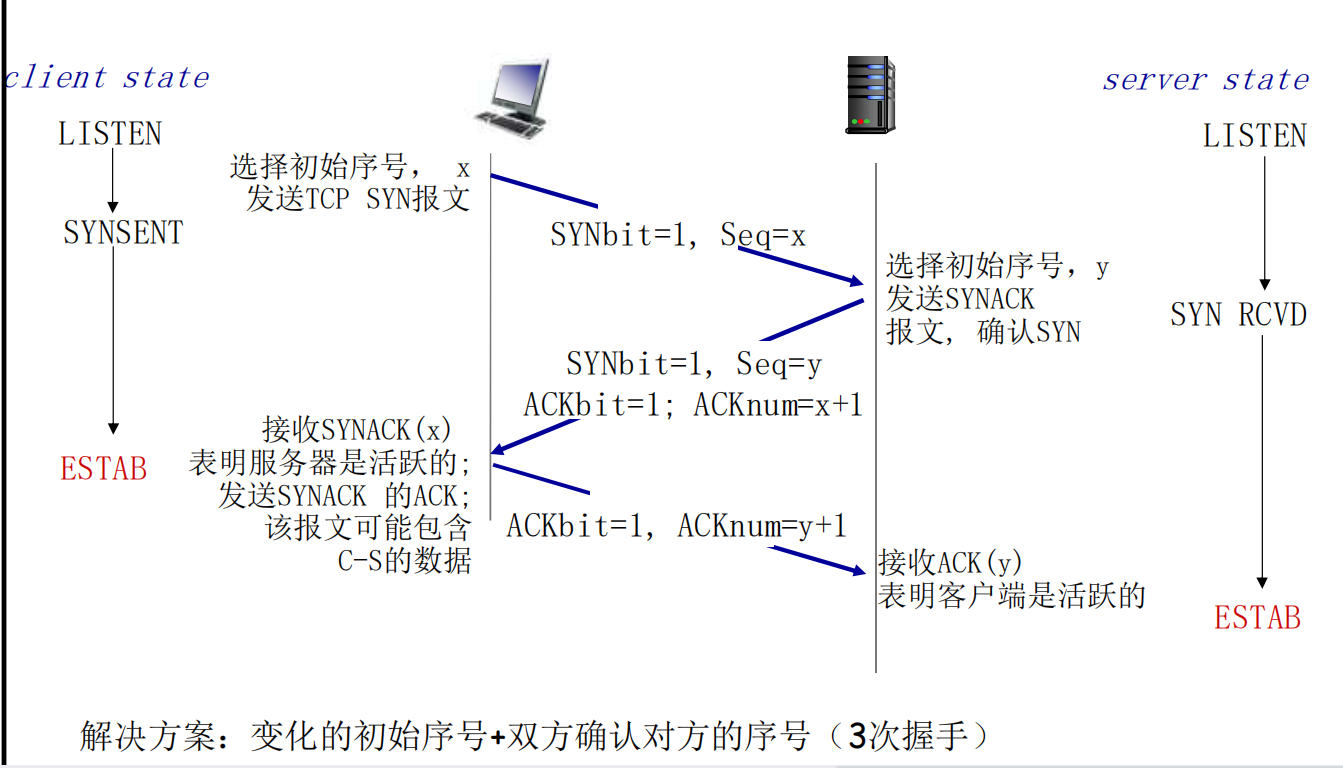 client state
server state
LISTEN
LISTEN
选择初始序号， x
发送TCP SYN报文
SYNSENT
SYNbit=1, Seq=x
选择初始序号，y
发送SYNACK
报文, 确认SYN
SYN RCVD
SYNbit=1, Seq=y
ACKbit=1; ACKnum=x+1
接收SYNACK(x)
表明服务器是活跃的;
发送SYNACK 的ACK;
该报文可能包含
C-S的数据
ESTAB
ACKbit=1, ACKnum=y+1
接收ACK(y)
表明客户端是活跃的
ESTAB
解决方案：变化的初始序号+双方确认对方的序号（3次握手）